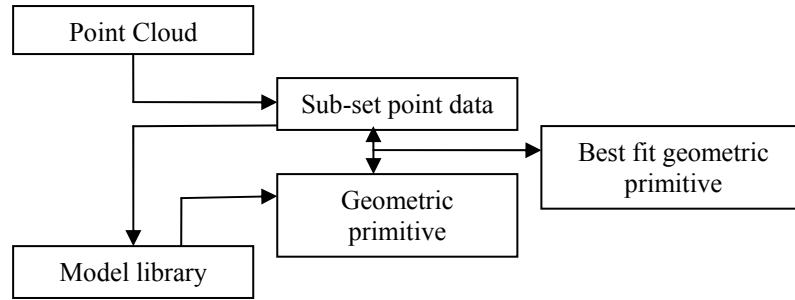 Point Cloud
Sub-set point data
Best fit geometric
primitive
Geometric
primitive
Model library